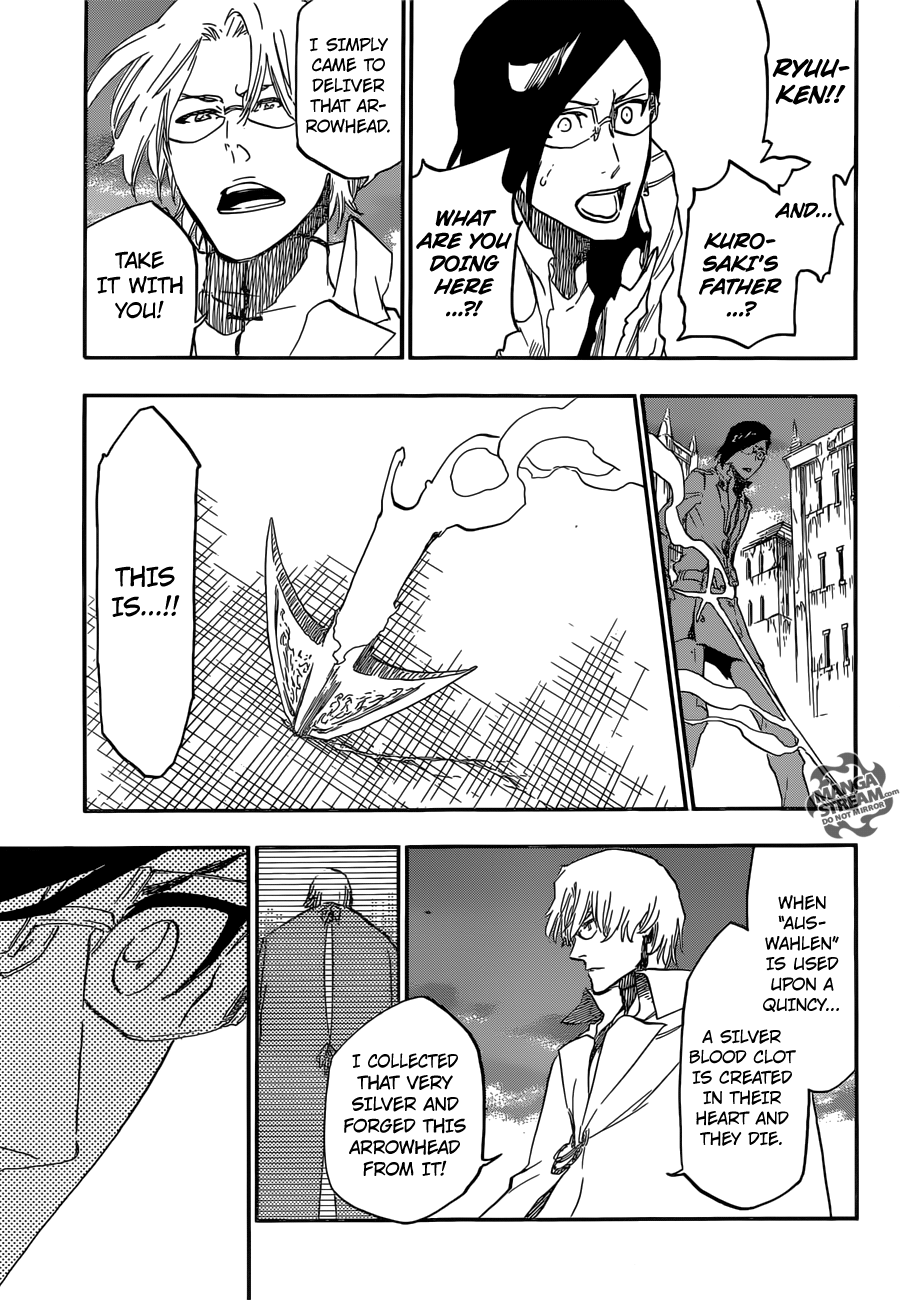 RYUU-
KEN!!
AND...
KURO-
SAKI'S
FATHER
...?
WHAT
ARE YOU
DOING
HERE
...?!
I SIMPLY
CAME TO
DELIVER
THAT AR-
ROWHEAD.
TAKE
IT WITH
YOU!
THIS
IS...!!
MANGA
STREAM.com
DO NOT MIRROR
WHEN
"AUS-
WAHLEN"
IS USED
UPON A
QUINCY...
A SILVER
BLOOD CLOT
IS CREATED
IN THEIR
HEART AND
THEY DIE.
I COLLECTED
THAT VERY
SILVER AND
FORGED THIS
ARROWHEAD
FROM IT!